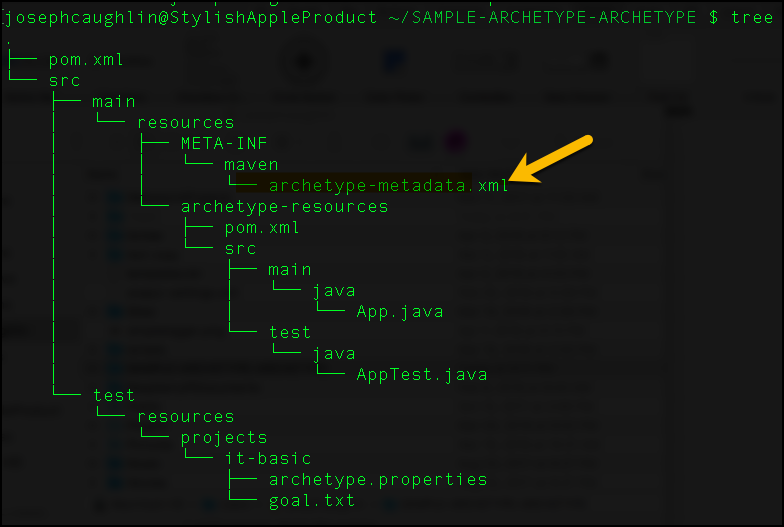 josephcaughlin@StylishAppleProduct ~/SAMPLE-ARCHETYPE-ARCHETYPE $ tree
.
├── pom.xml
└── src
    ├── main
    │   └── resources
    │       ├── META-INF
    │       │   └── maven
    │       │       └── archetype-metadata.xml
    │       └── archetype-resources
    │           ├── pom.xml
    │           └── src
    │               ├── main
    │               │   └── java
    │               │       └── App.java
    │               └── test
    │                   └── java
    │                       └── AppTest.java
    └── test
        └── resources
            └── projects
                └── it-basic
                    ├── archetype.properties
                    └── goal.txt